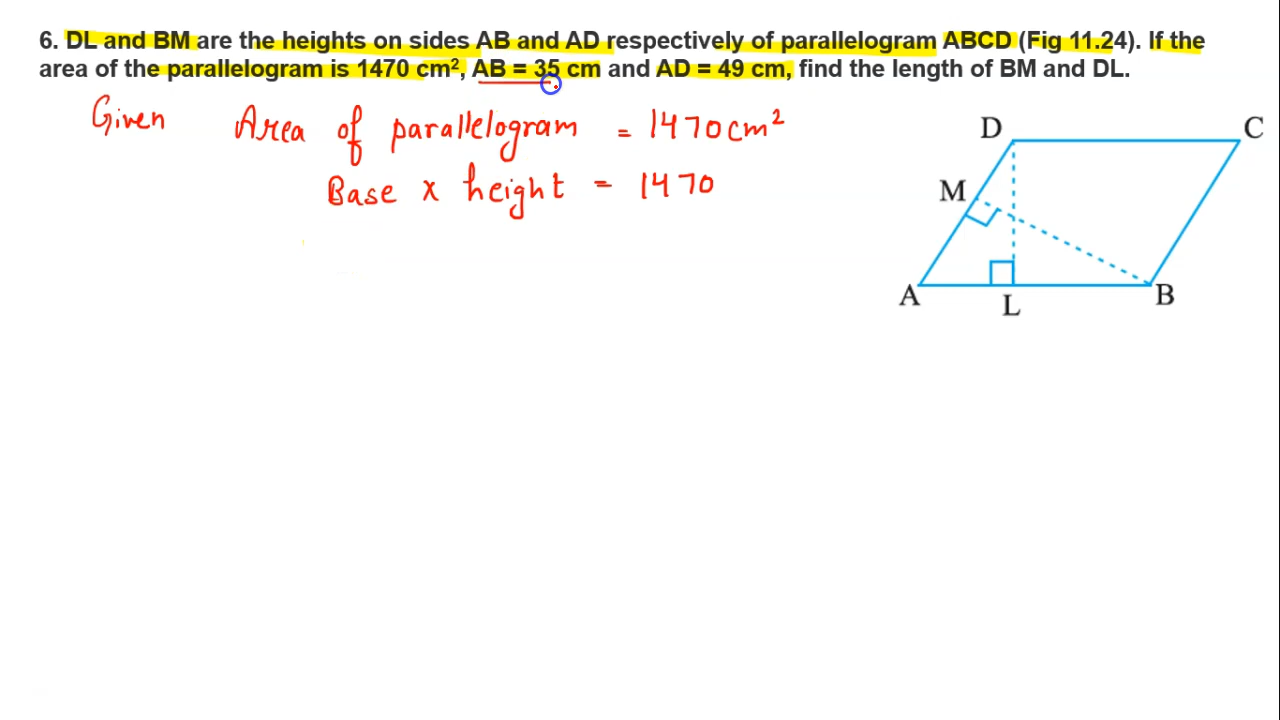 6. DL and BM are the heights on sides AB and AD respectively of parallelogram ABCD (Fig 11.24). If the
area of the parallelogram is 1470 cm², AB = 35 cm and AD = 49 cm, find the length of BM and DL.
Given Area of parallelogram = 1470 cm²
Base x height = 1470
D C
M
A L B